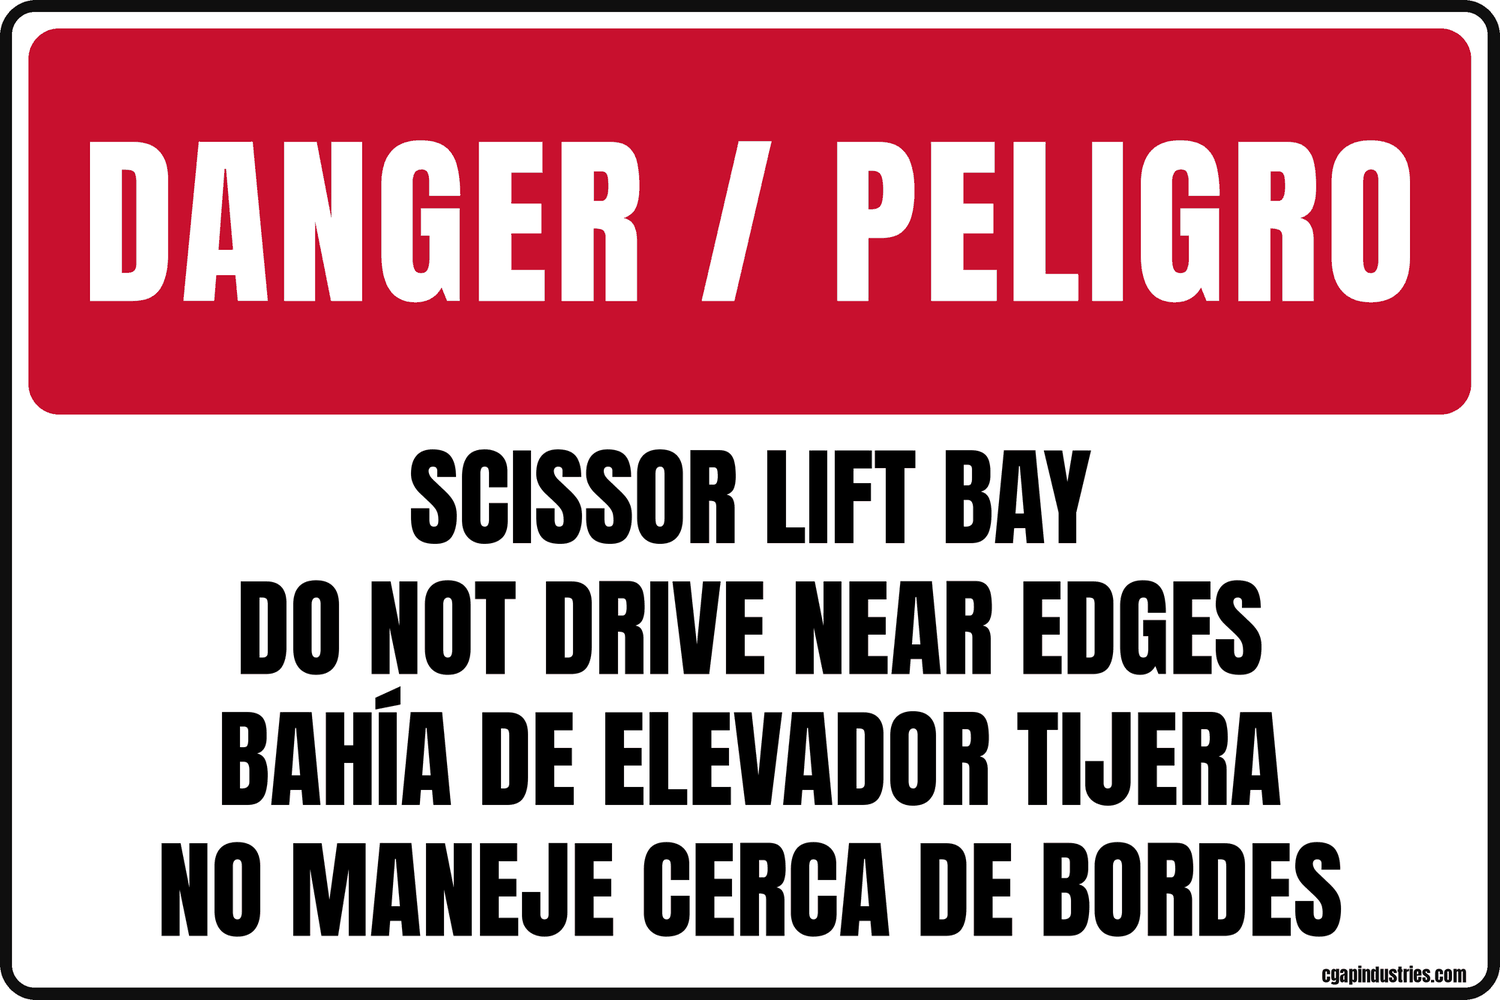 DANGER / PELIGRO
SCISSOR LIFT BAY
DO NOT DRIVE NEAR EDGES
BAHÍA DE ELEVADOR TIJERA
NO MANEJE CERCA DE BORDES
cgapindustries.com